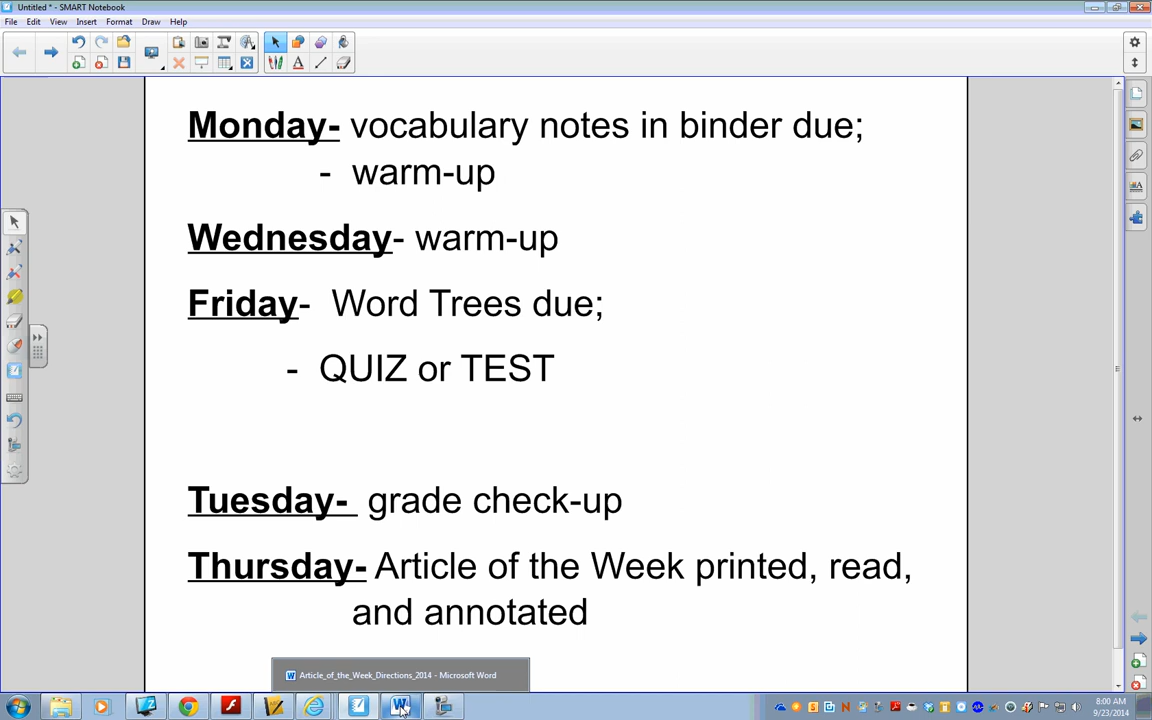 Untitled * - SMART Notebook
File Edit View Insert Format Draw Help
Monday- vocabulary notes in binder due;
- warm-up
Wednesday- warm-up
Friday- Word Trees due;
- QUIZ or TEST
Tuesday- grade check-up
Thursday- Article of the Week printed, read,
and annotated
Article_of_the_Week_Directions_2014 - Microsoft Word
8:00 AM
9/23/2014